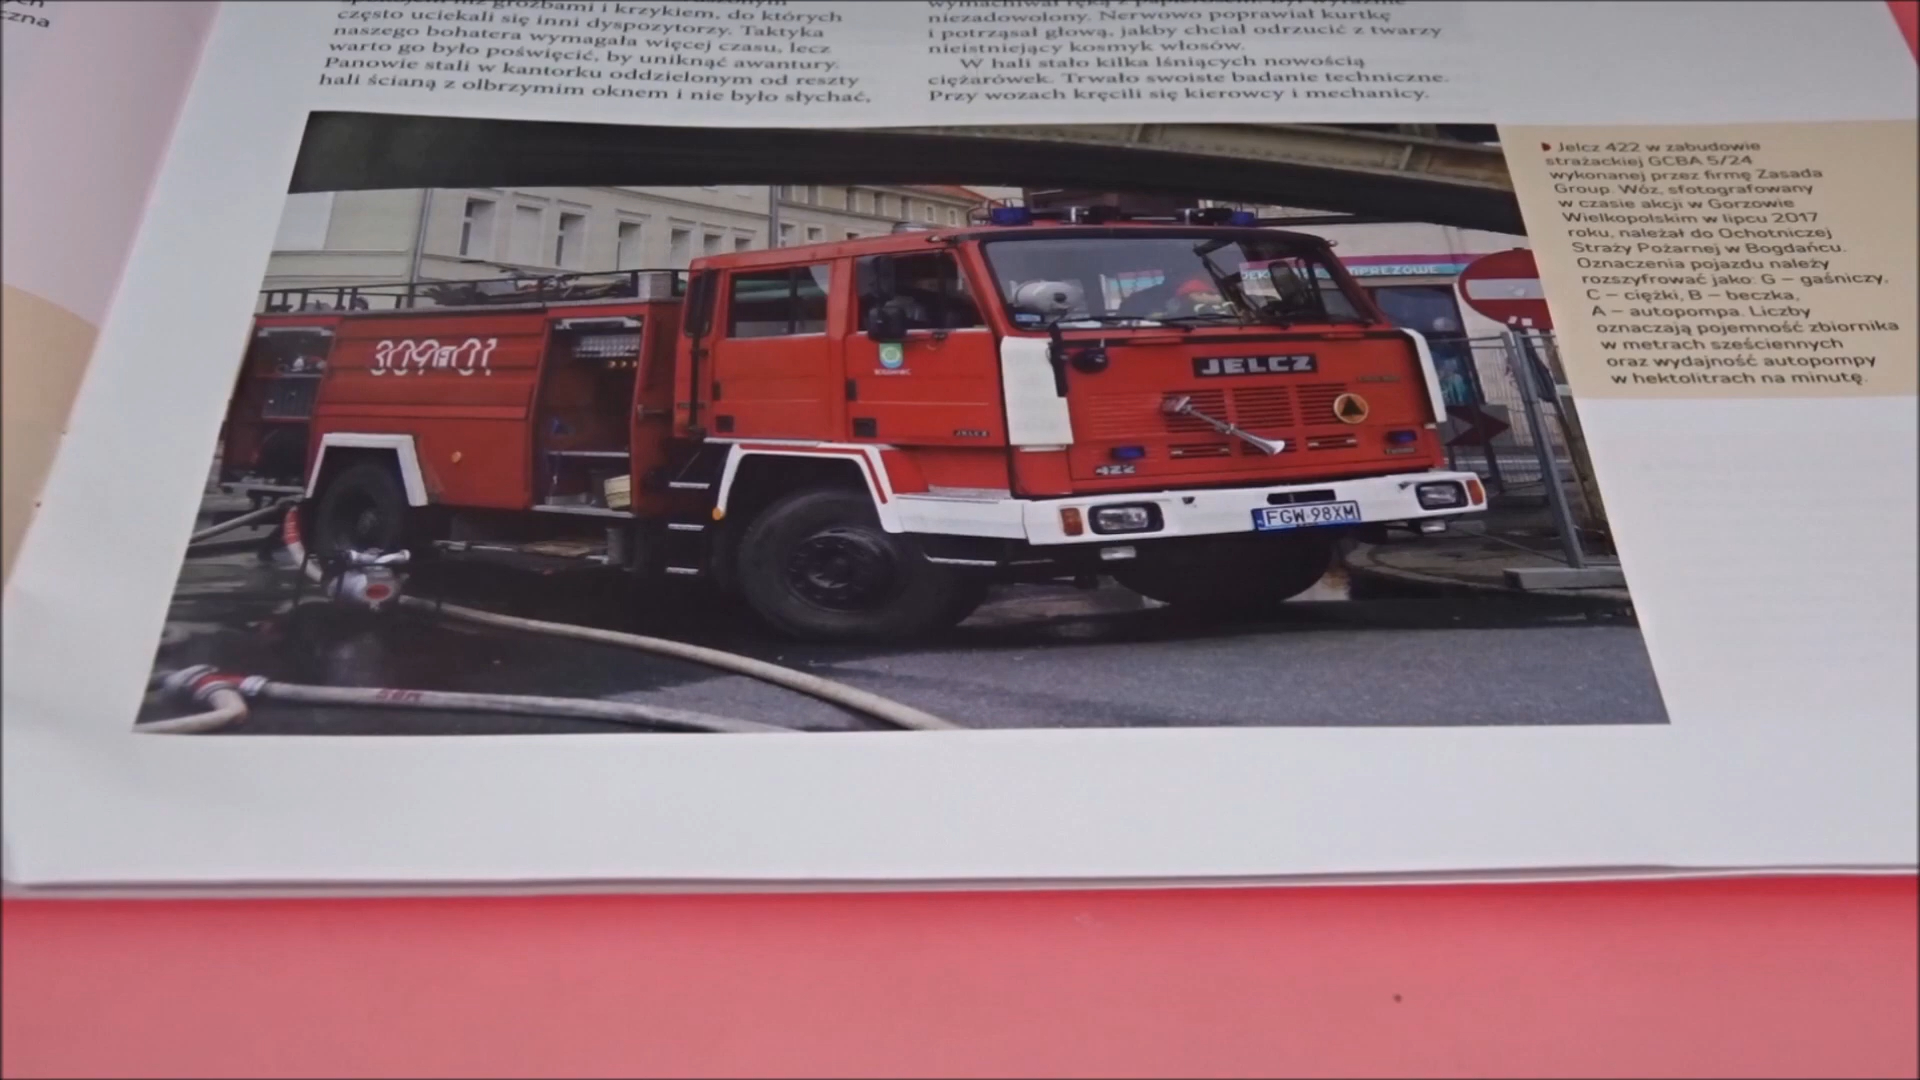 czna
groźbami i krzykiem, do których
często uciekali się inni dyspozytorzy. Taktyka
naszego bohatera wymagała więcej czasu, lecz
warto go było poświęcić, by uniknąć awantury.
Panowie stali w kantorku oddzielonym od reszty
hali ścianą z olbrzymim oknem i nie było słychać,
niezadowolony. Nerwowo poprawiał kurtkę
i potrząsał głową, jakby chciał odrzucić z twarzy
nieistniejący kosmyk włosów.
W hali stało kilka lśniących nowością
ciężarówek. Trwało swoiste badanie techniczne.
Przy wozach kręcili się kierowcy i mechanicy.
Jelcz 422 w zabudowie
strażackiej GCBA 5/24
wykonanej przez firmę Zasada
Group. Wóz, sfotografowany
w czasie akcji w Gorzowie
Wielkopolskim w lipcu 2017
roku, należał do Ochotniczej
Straży Pożarnej w Bogdańcu.
Oznaczenia pojazdu należy
rozszyfrować jako: G – gaśniczy,
C – ciężki, B – beczka,
A – autopompa. Liczby
oznaczają pojemność zbiornika
w metrach sześciennych
oraz wydajność autopompy
w hektolitrach na minutę.
JELCZ
JELCZ
422
FGW 98XM